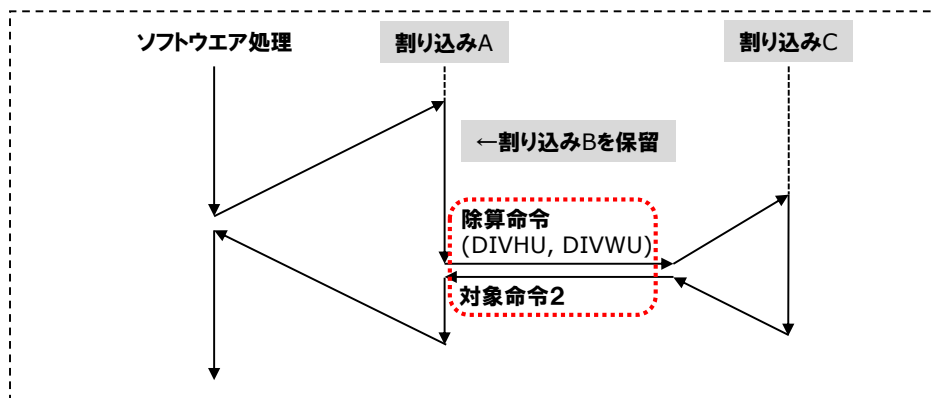 ソフトウエア処理
割り込みA
割り込みC
←割り込みBを保留
除算命令
(DIVHU, DIVWU)
対象命令2